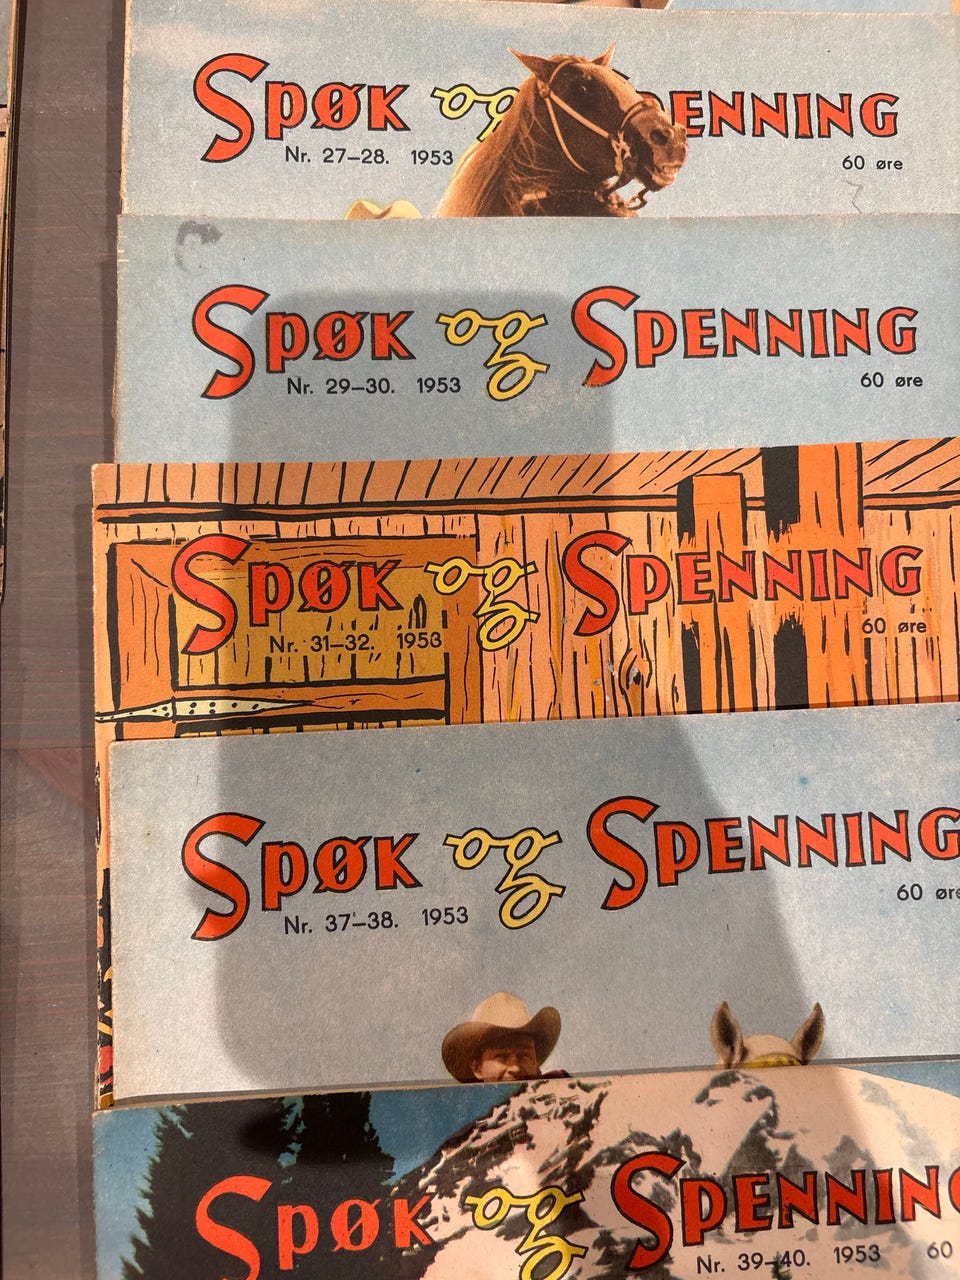 Spøk og Spenning
Nr. 27–28. 1953
60 øre
Spøk og Spenning
Nr. 29–30. 1953
60 øre
Spøk og Spenning
Nr. 31–32. 1953
60 øre
Spøk og Spenning
Nr. 37–38. 1953
60 øre
Spøk og Spenning
Nr. 39–40. 1953
60